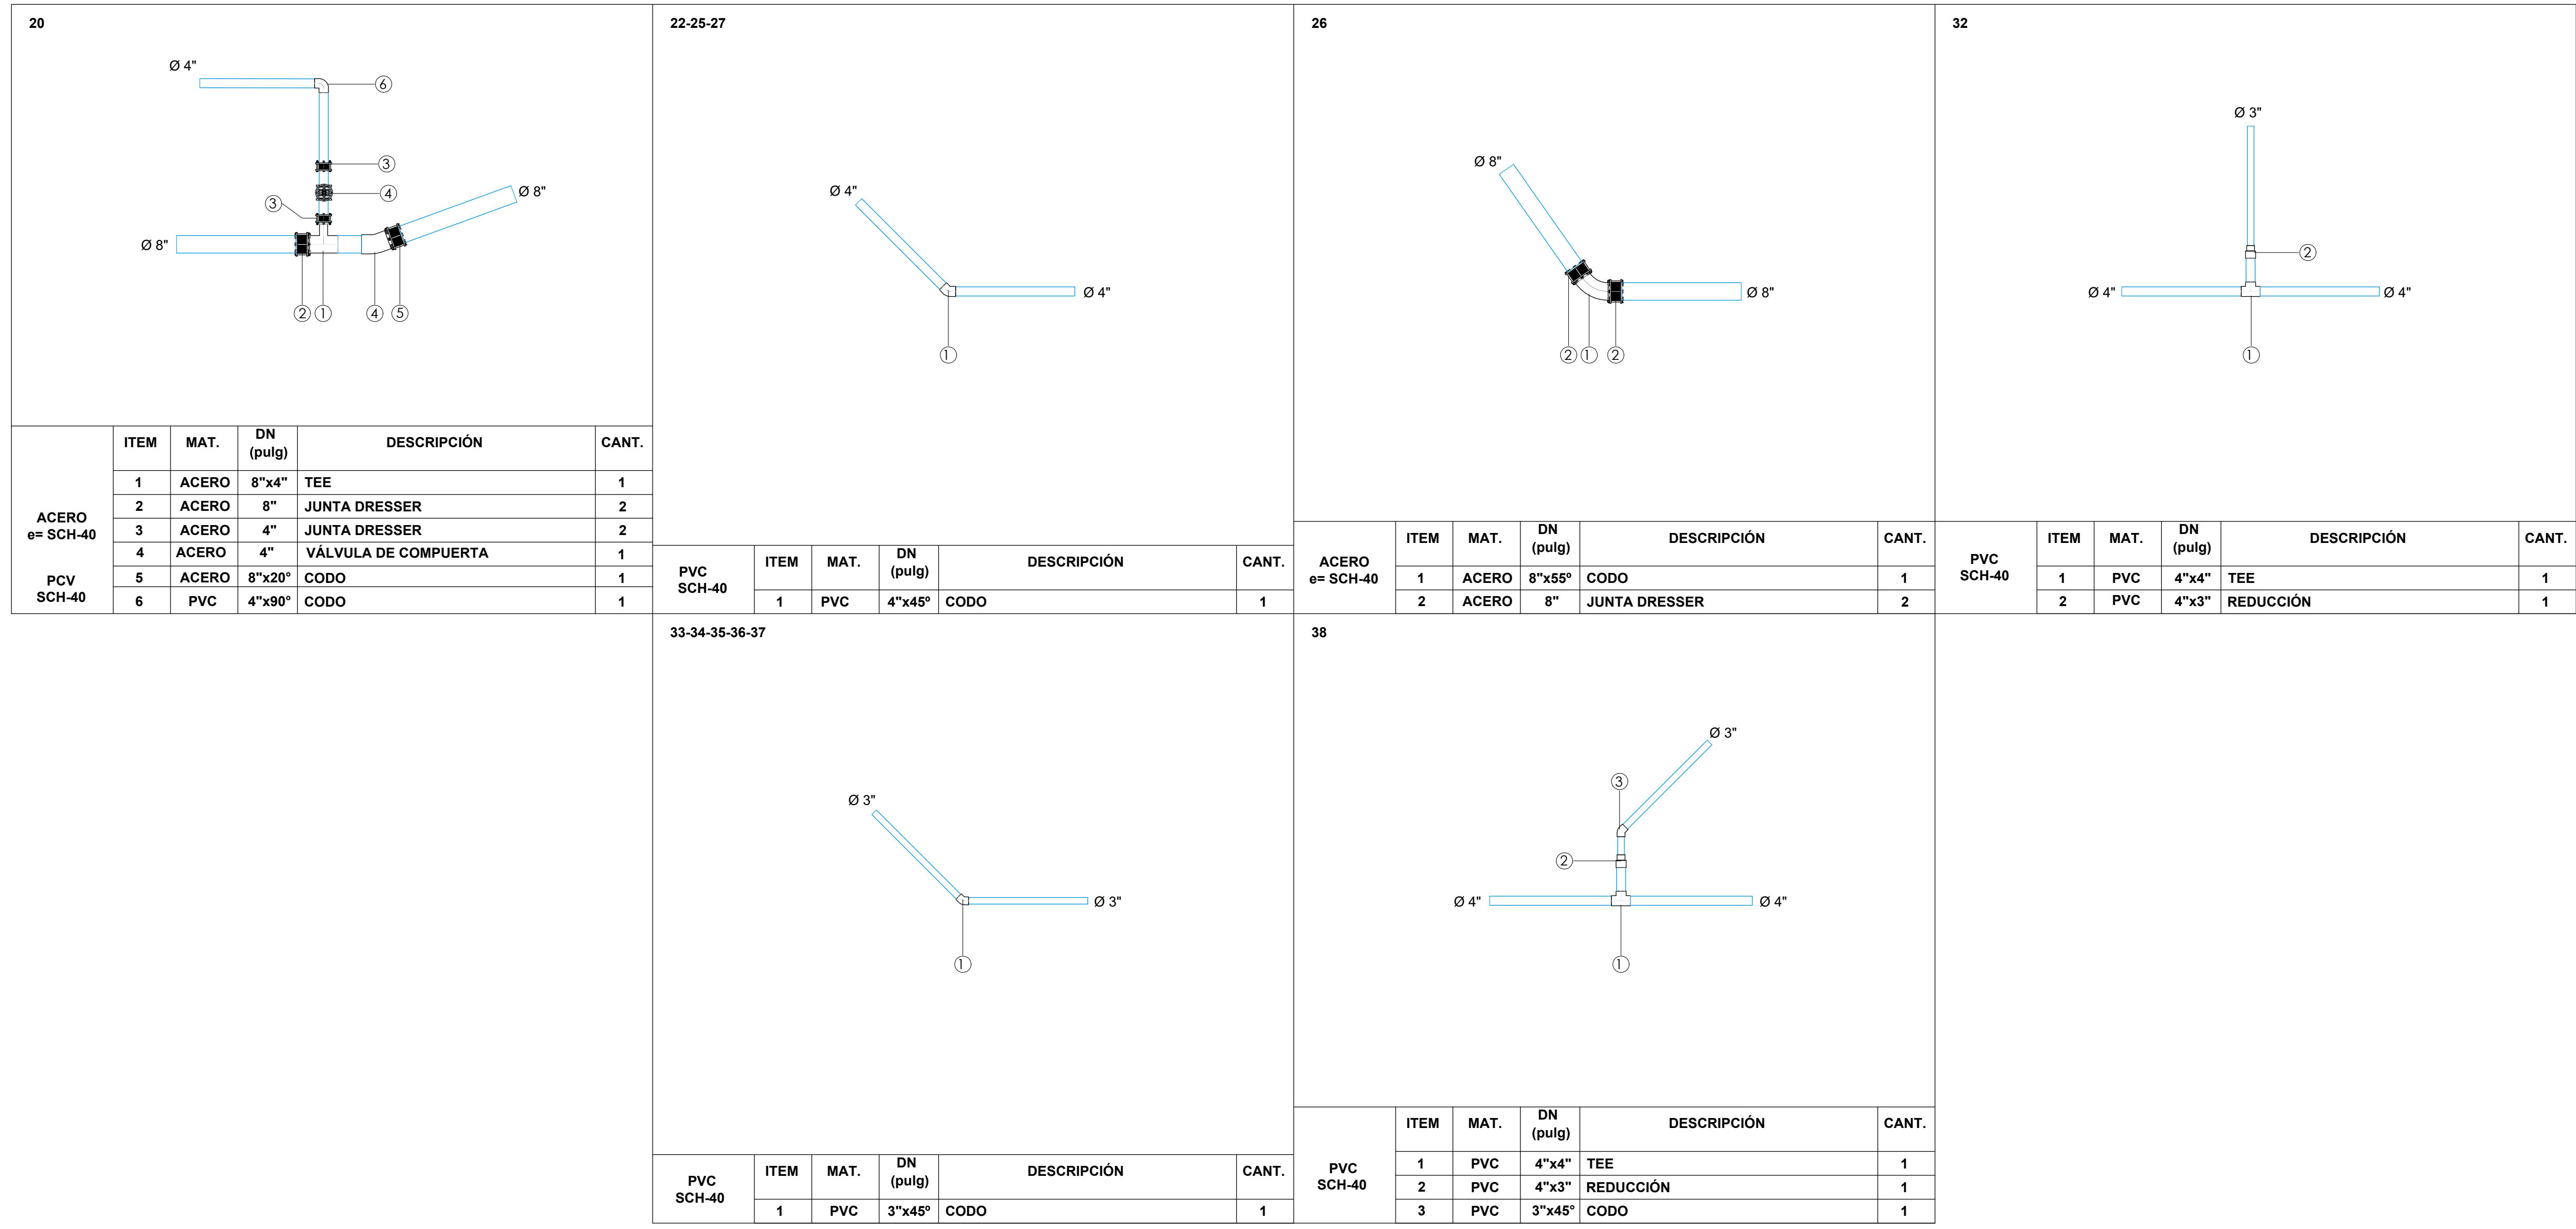 20
Ø 4"
6
3
4
3
Ø 8"
Ø 8"
2 1 4 5
ACERO
e= SCH-40
PCV
SCH-40
ITEM MAT. DN (pulg) DESCRIPCIÓN CANT.
1 ACERO 8"x4" TEE 1
2 ACERO 8" JUNTA DRESSER 2
3 ACERO 4" JUNTA DRESSER 2
4 ACERO 4" VÁLVULA DE COMPUERTA 1
5 ACERO 8"x20° CODO 1
6 PVC 4"x90° CODO 1
22-25-27
Ø 4"
Ø 4"
1
PVC
SCH-40
ITEM MAT. DN (pulg) DESCRIPCIÓN CANT.
1 PVC 4"x45º CODO 1
26
Ø 8"
Ø 8"
2 1 2
ACERO
e= SCH-40
ITEM MAT. DN (pulg) DESCRIPCIÓN CANT.
1 ACERO 8"x55º CODO 1
2 ACERO 8" JUNTA DRESSER 2
32
Ø 3"
2
Ø 4" Ø 4"
1
PVC
SCH-40
ITEM MAT. DN (pulg) DESCRIPCIÓN CANT.
1 PVC 4"x4" TEE 1
2 PVC 4"x3" REDUCCIÓN 1
33-34-35-36-37
Ø 3"
Ø 3"
1
PVC
SCH-40
ITEM MAT. DN (pulg) DESCRIPCIÓN CANT.
1 PVC 3"x45º CODO 1
38
Ø 3"
3
2
Ø 4" Ø 4"
1
PVC
SCH-40
ITEM MAT. DN (pulg) DESCRIPCIÓN CANT.
1 PVC 4"x4" TEE 1
2 PVC 4"x3" REDUCCIÓN 1
3 PVC 3"x45° CODO 1